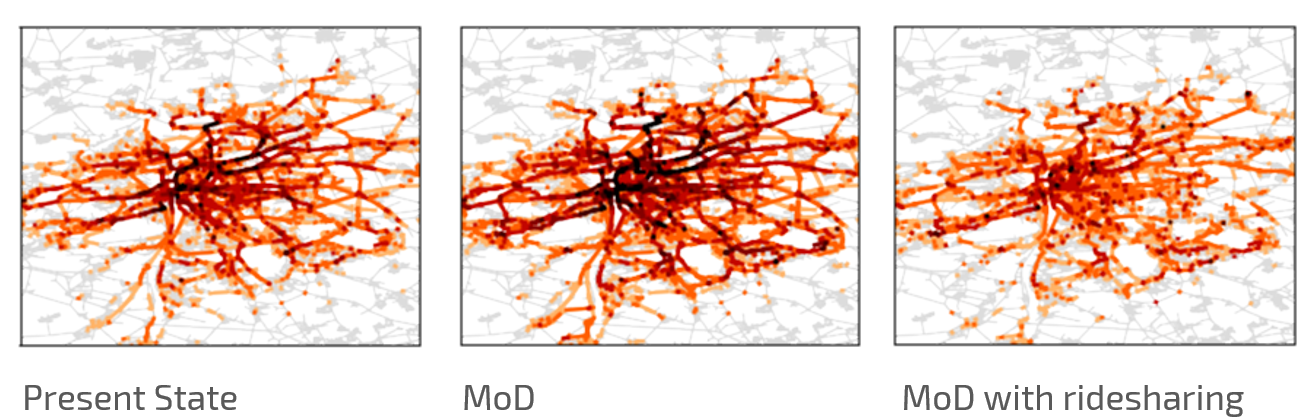 Present State
MoD
MoD with ridesharing